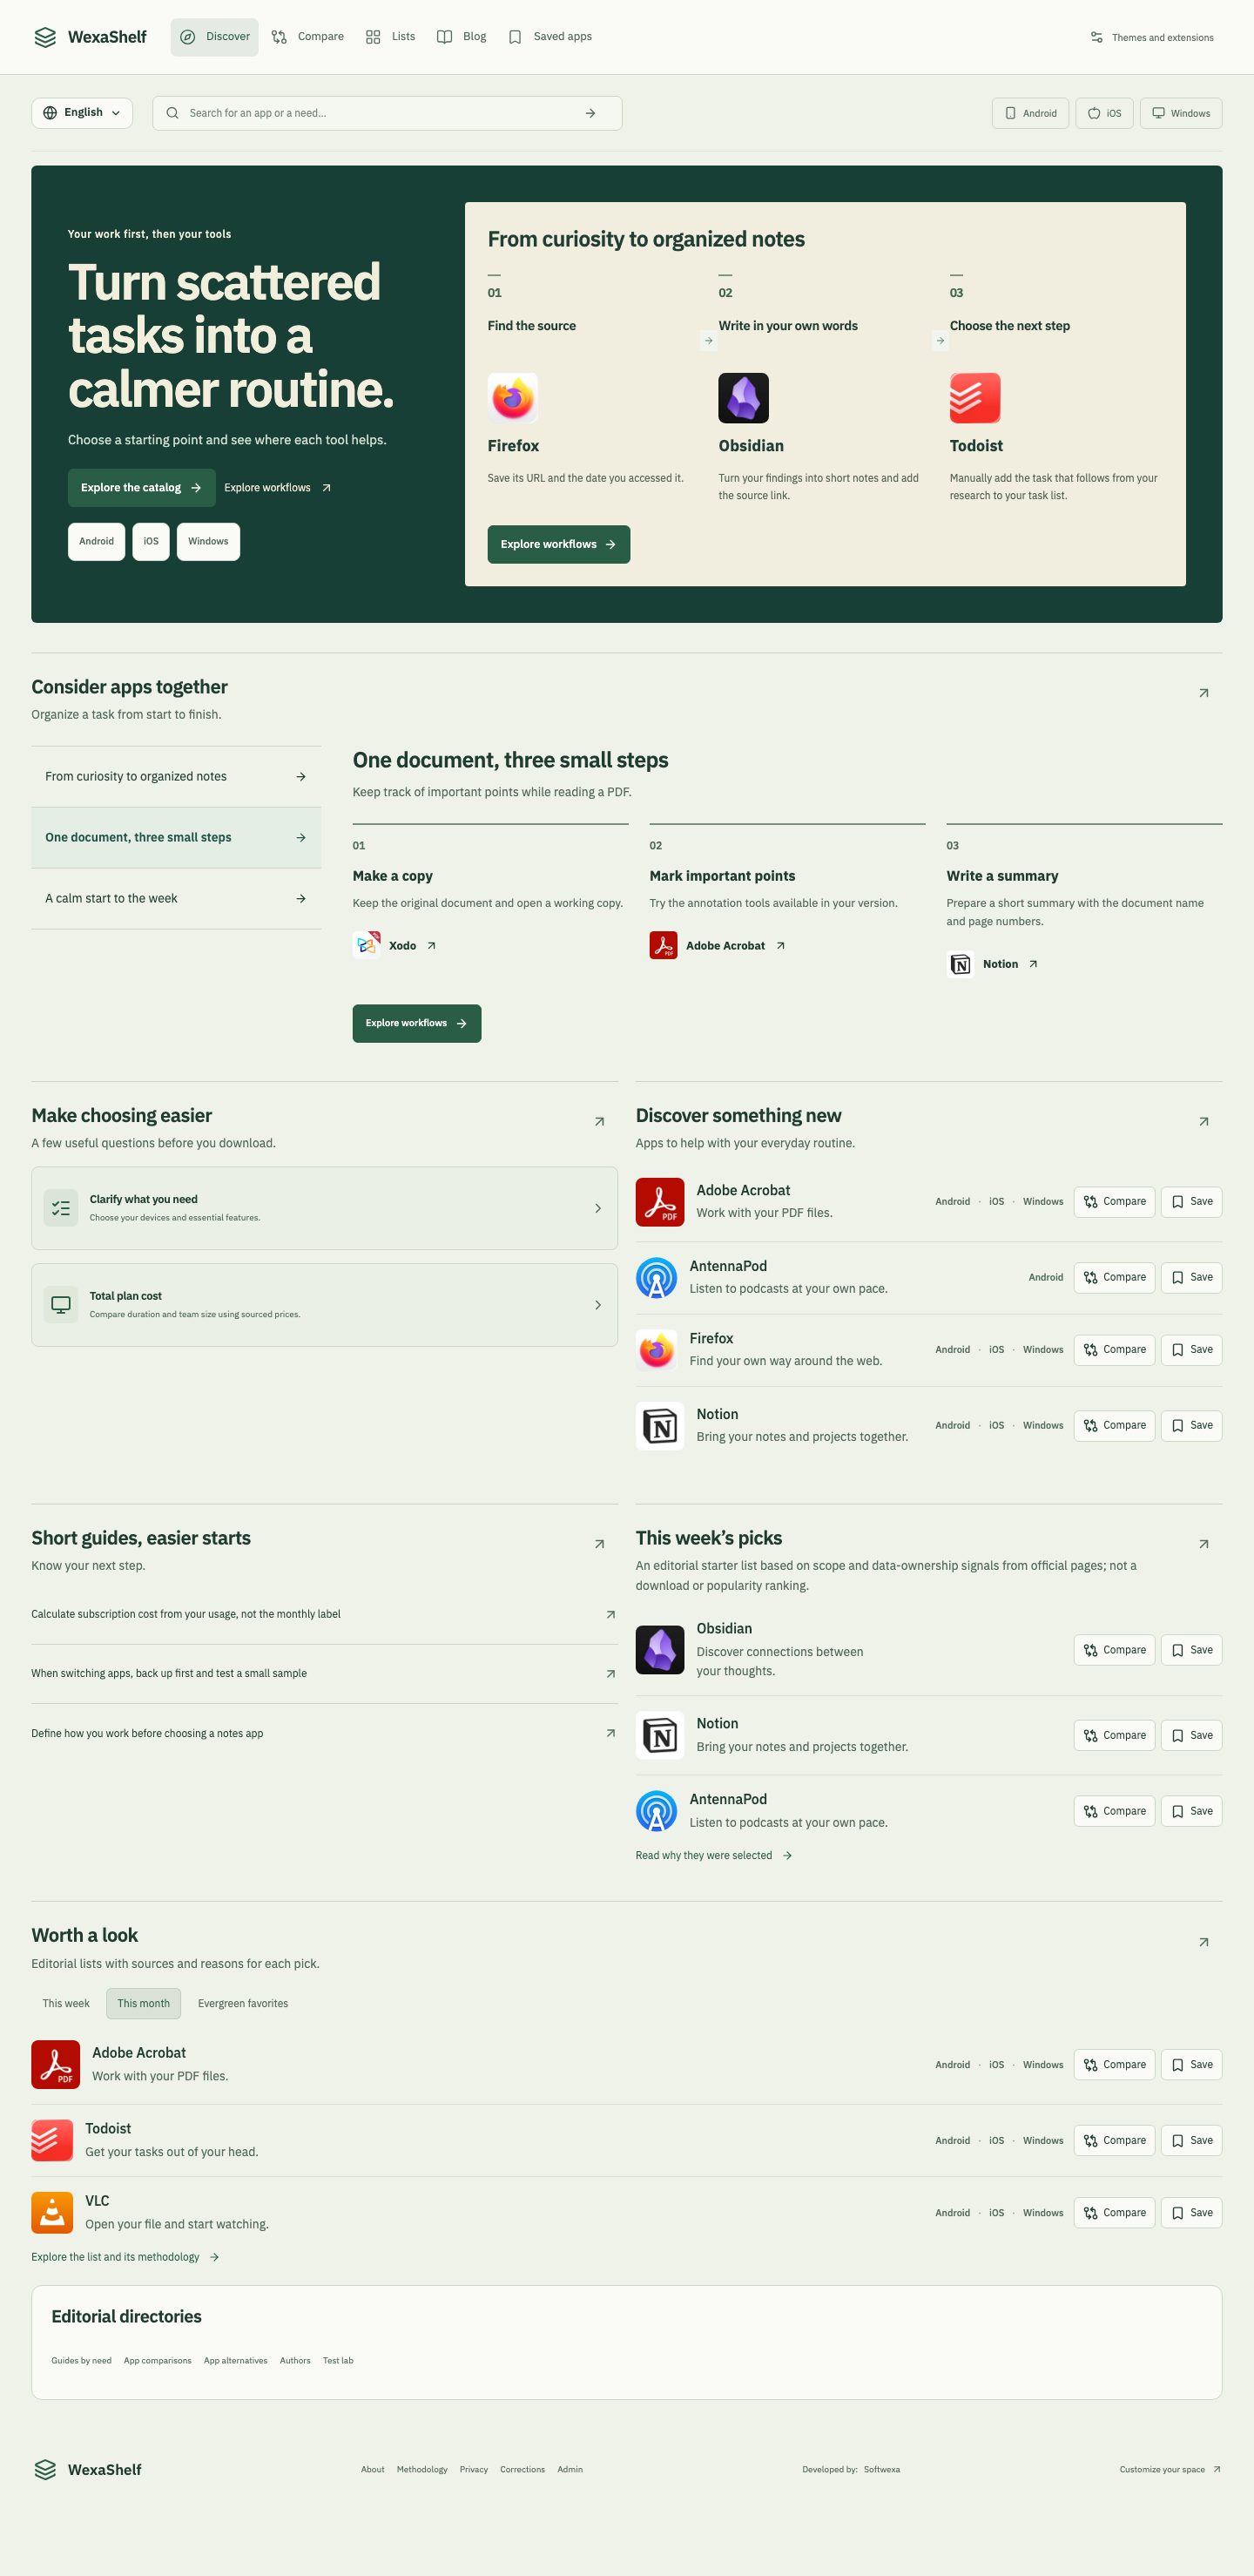 WexaShelf
Discover
Compare
Lists
Blog
Saved apps
Themes and extensions
English
Search for an app or a need...
Android
iOS
Windows
Your work first, then your tools
Turn scattered
tasks into a
calmer routine.
Choose a starting point and see where each tool helps.
Explore the catalog
Explore workflows
Android
iOS
Windows
From curiosity to organized notes
01
Find the source
Firefox
Save its URL and the date you accessed it.
02
Write in your own words
Obsidian
Turn your findings into short notes and add
the source link.
03
Choose the next step
Todoist
Manually add the task that follows from your
research to your task list.
Explore workflows
Consider apps together
Organize a task from start to finish.
From curiosity to organized notes
One document, three small steps
A calm start to the week
One document, three small steps
Keep track of important points while reading a PDF.
01
Make a copy
Keep the original document and open a working copy.
Xodo
02
Mark important points
Try the annotation tools available in your version.
PDF
Adobe Acrobat
03
Write a summary
Prepare a short summary with the document name
and page numbers.
Notion
Explore workflows
Make choosing easier
A few useful questions before you download.
Clarify what you need
Choose your devices and essential features.
Total plan cost
Compare duration and team size using sourced prices.
Discover something new
Apps to help with your everyday routine.
PDF
Adobe Acrobat
Work with your PDF files.
Android · iOS · Windows
Compare
Save
AntennaPod
Listen to podcasts at your own pace.
Android
Compare
Save
Firefox
Find your own way around the web.
Android · iOS · Windows
Compare
Save
Notion
Bring your notes and projects together.
Android · iOS · Windows
Compare
Save
Short guides, easier starts
Know your next step.
Calculate subscription cost from your usage, not the monthly label
When switching apps, back up first and test a small sample
Define how you work before choosing a notes app
This week’s picks
An editorial starter list based on scope and data-ownership signals from official pages; not a
download or popularity ranking.
Obsidian
Discover connections between
your thoughts.
Compare
Save
Notion
Bring your notes and projects together.
Compare
Save
AntennaPod
Listen to podcasts at your own pace.
Compare
Save
Read why they were selected
Worth a look
Editorial lists with sources and reasons for each pick.
This week
This month
Evergreen favorites
PDF
Adobe Acrobat
Work with your PDF files.
Android · iOS · Windows
Compare
Save
Todoist
Get your tasks out of your head.
Android · iOS · Windows
Compare
Save
VLC
Open your file and start watching.
Android · iOS · Windows
Compare
Save
Explore the list and its methodology
Editorial directories
Guides by need
App comparisons
App alternatives
Authors
Test lab
WexaShelf
About
Methodology
Privacy
Corrections
Admin
Developed by: Softwexa
Customize your space